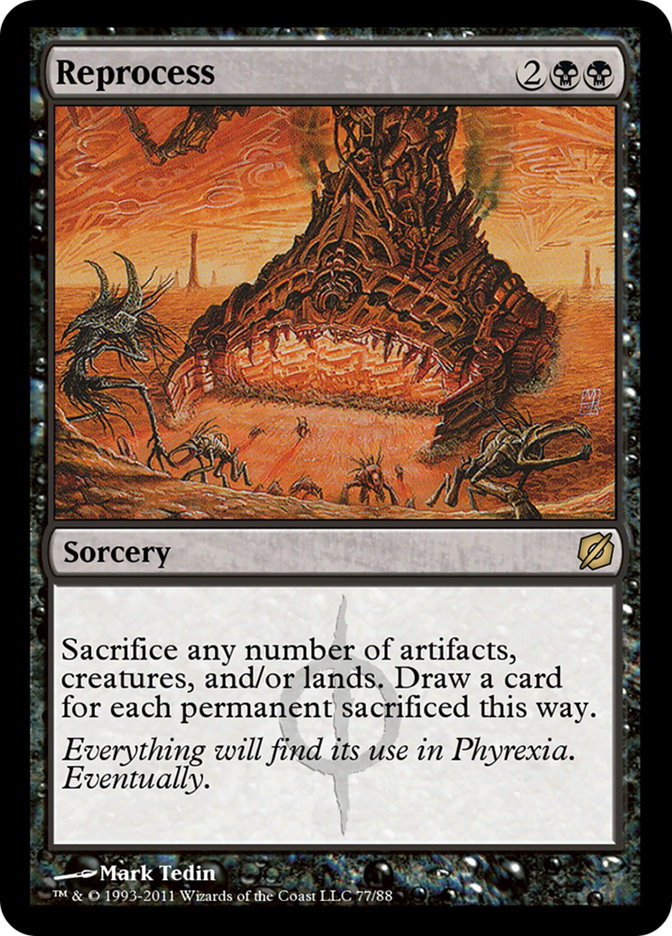 Reprocess 2
Sorcery
Sacrifice any number of artifacts,
creatures, and/or lands. Draw a card
for each permanent sacrificed this way.
Everything will find its use in Phyrexia.
Eventually.
Mark Tedin
™ & © 1993-2011 Wizards of the Coast LLC 77/88